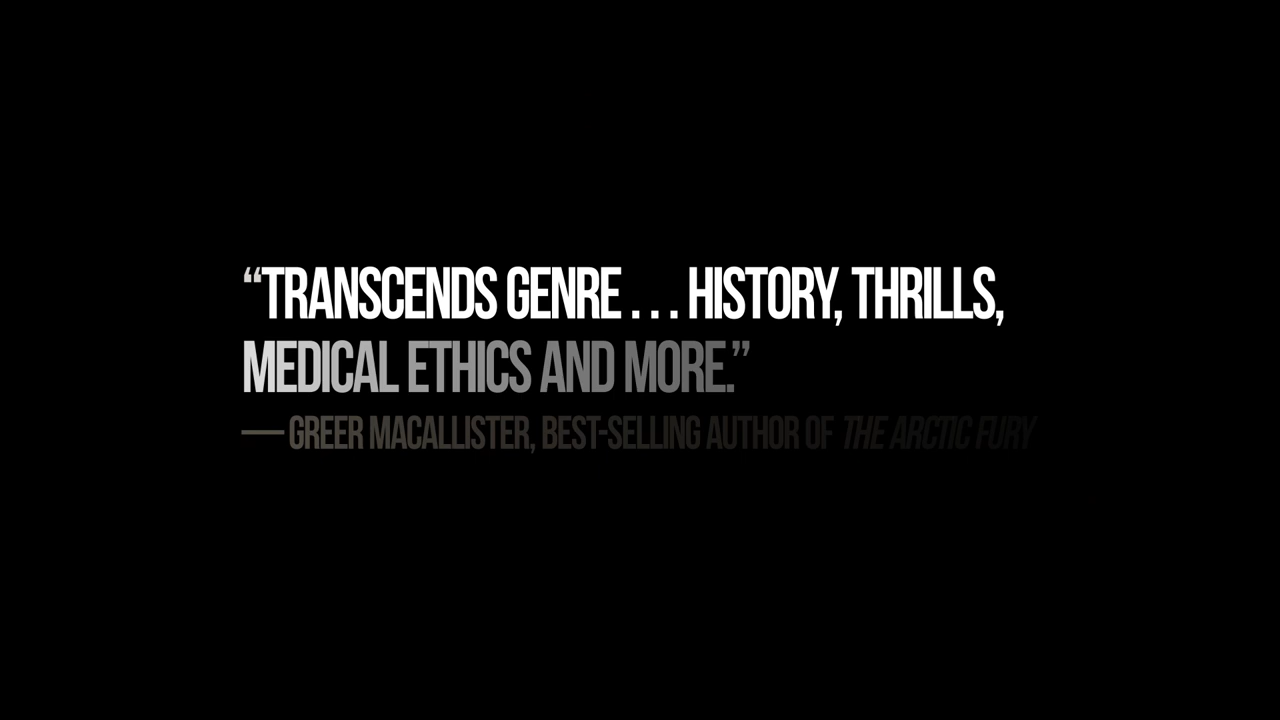 “TRANSCENDS GENRE . . . HISTORY, THRILLS,
MEDICAL ETHICS AND MORE.”
— GREER MACALLISTER, BEST-SELLING AUTHOR OF THE ARCTIC FURY